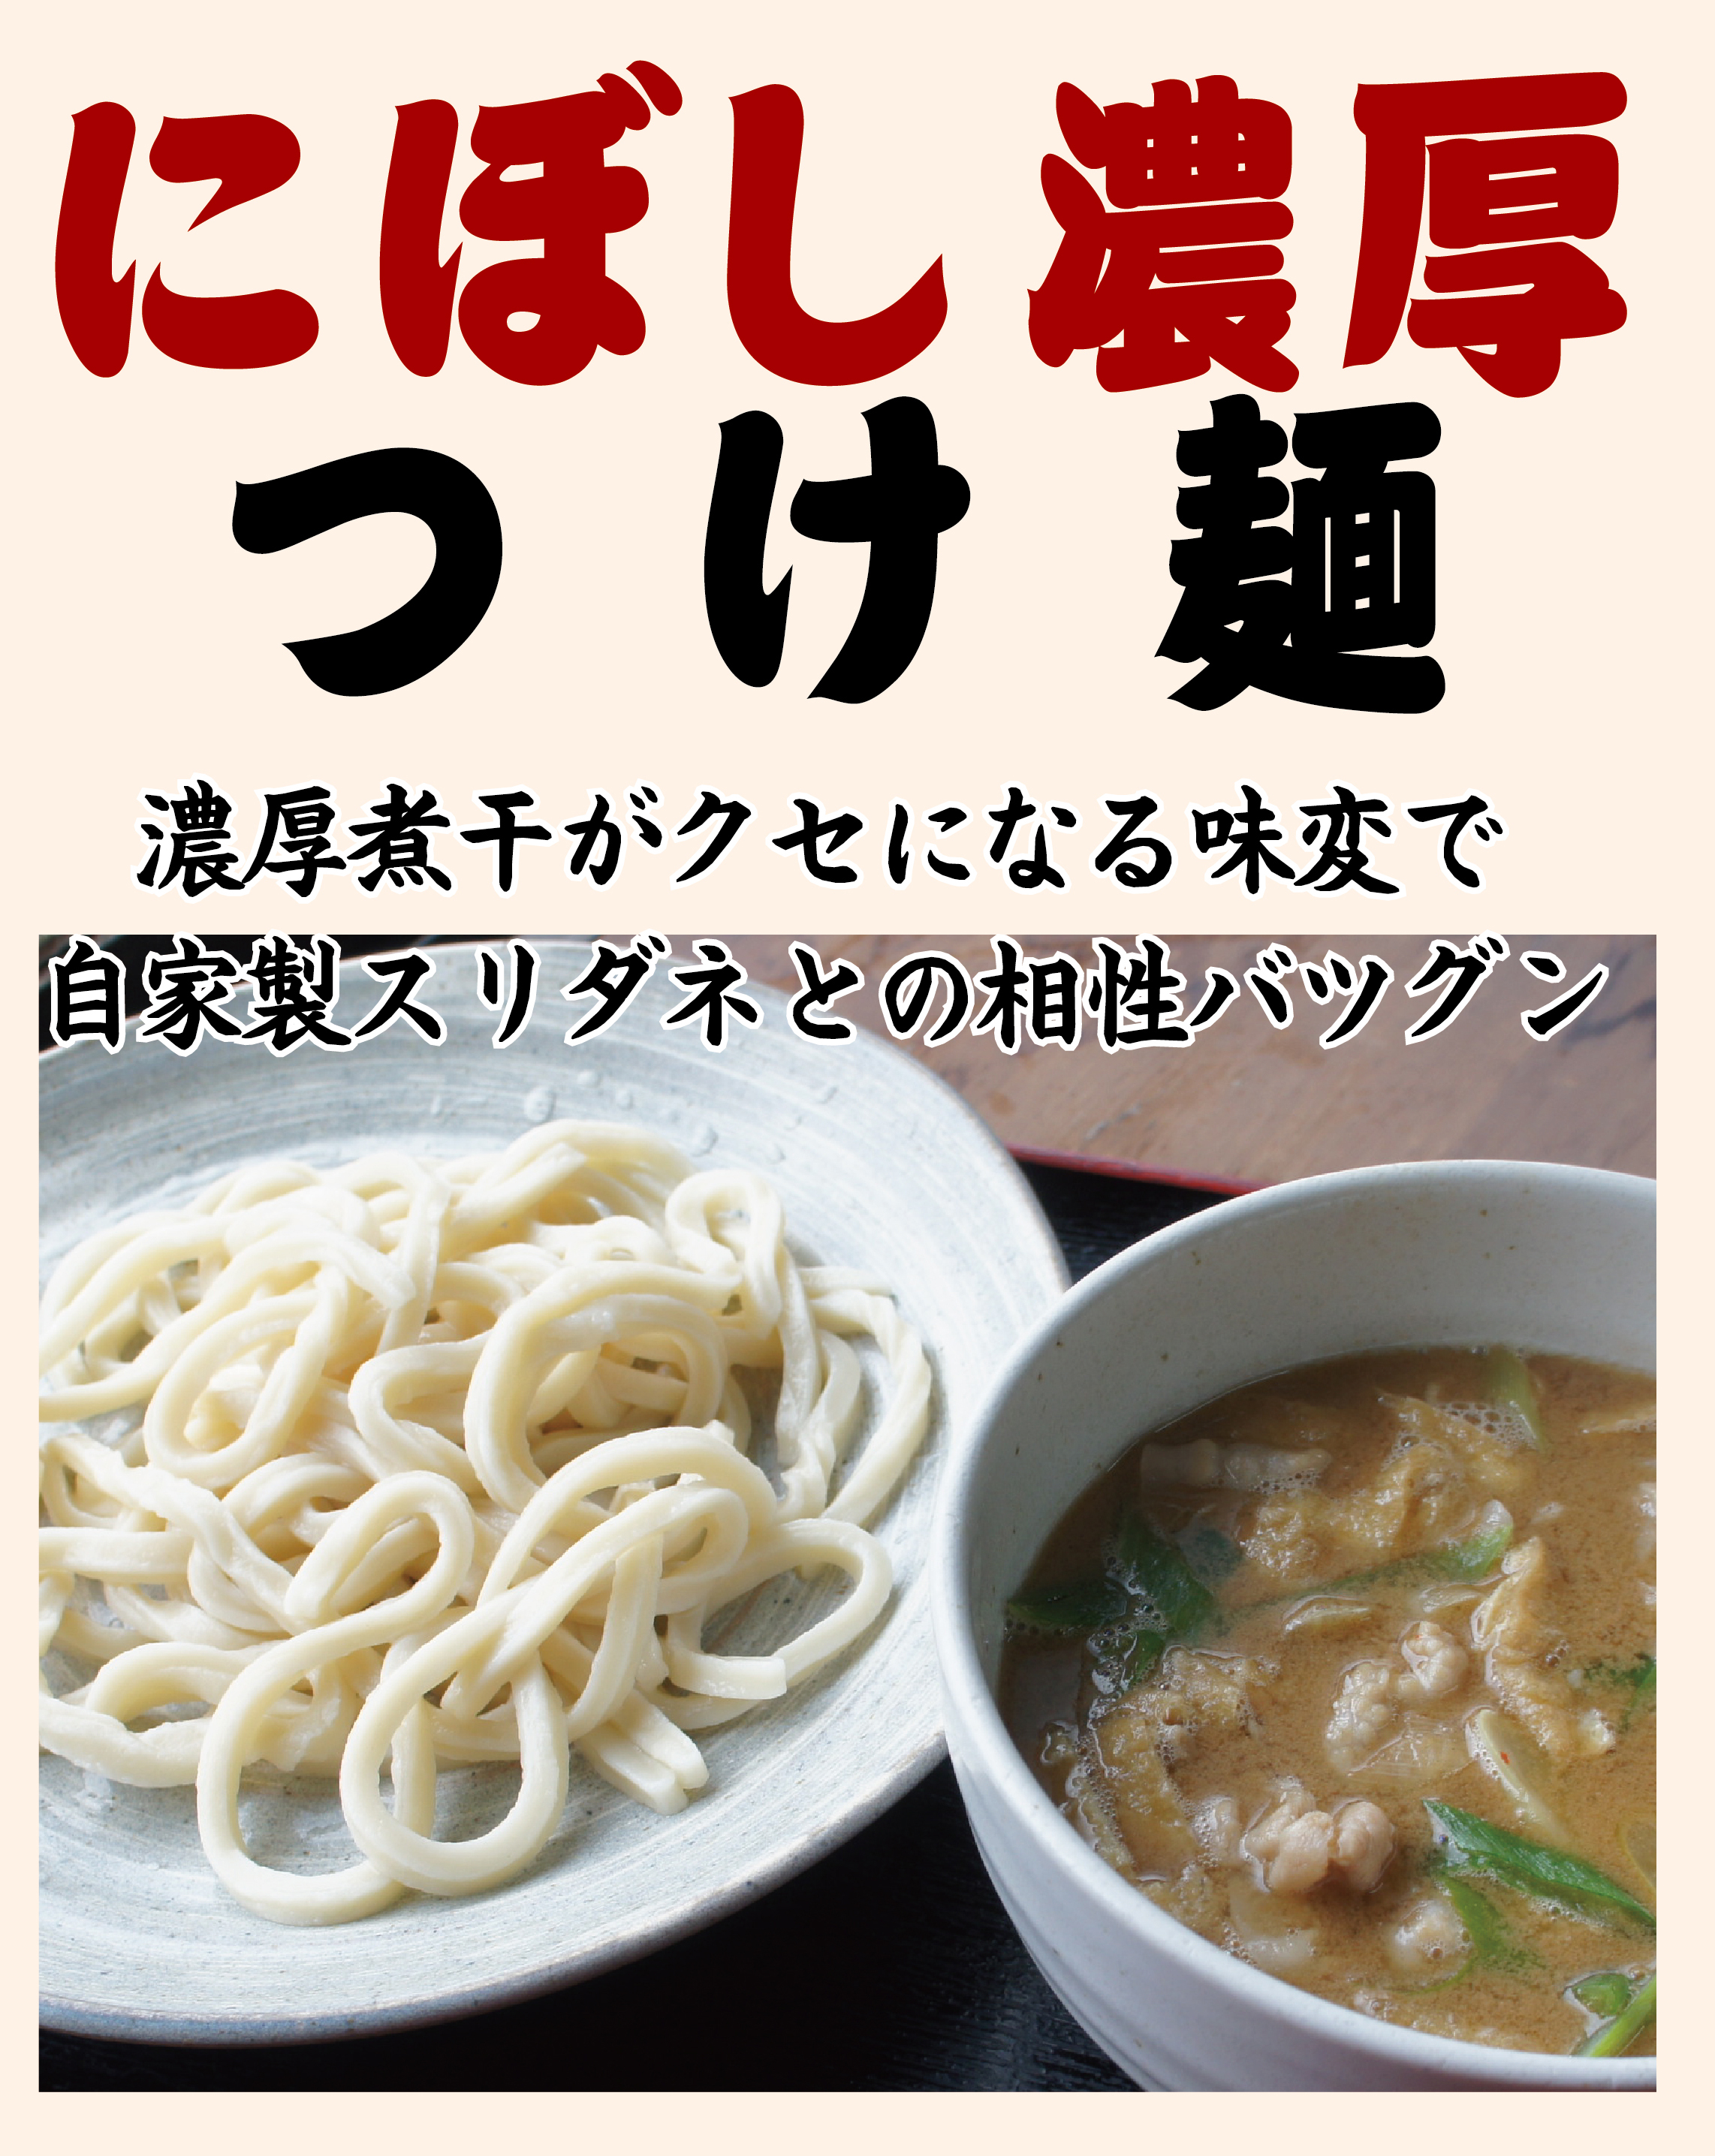 にぼし濃厚
つけ麺
濃厚煮干がクセになる味変で
自家製スリダネとの相性バツグン